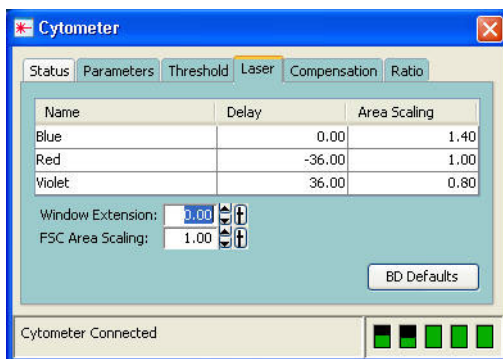 Cytometer
Status Parameters Threshold Laser Compensation Ratio
Name Delay Area Scaling
Blue 0.00 1.40
Red -36.00 1.00
Violet 36.00 0.80
Window Extension: 0.00
FSC Area Scaling: 1.00
BD Defaults
Cytometer Connected